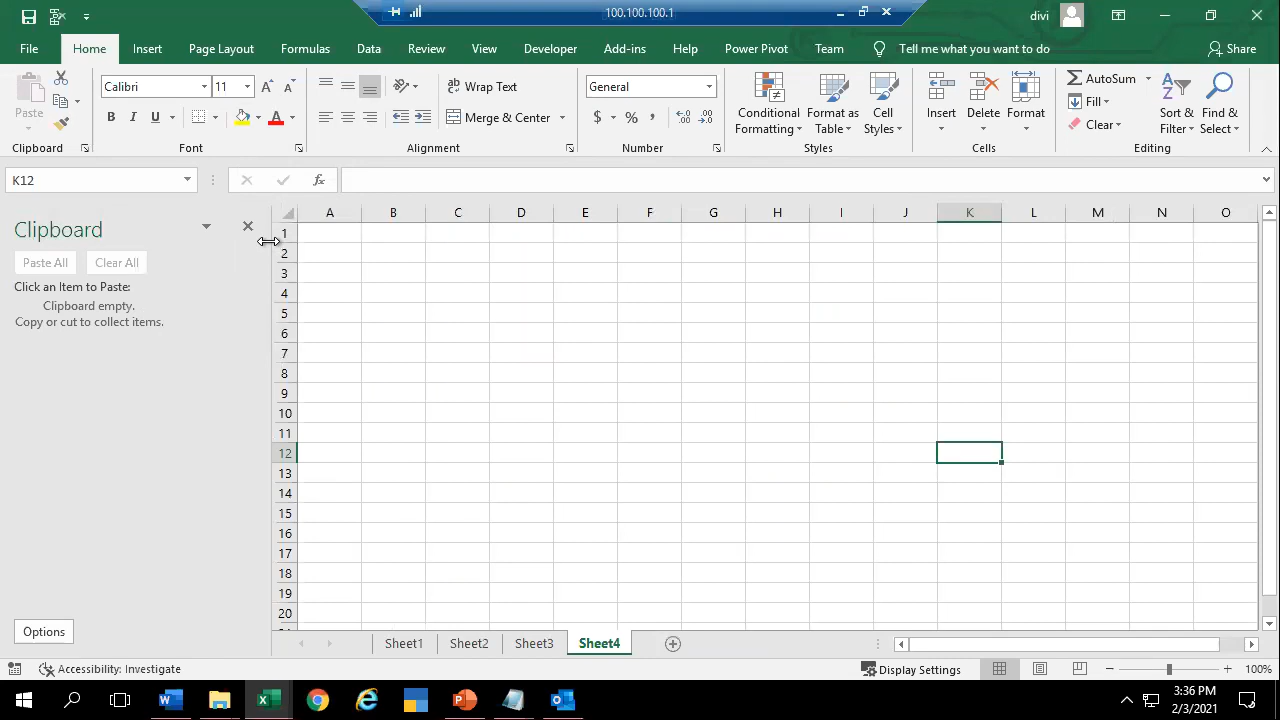 100.100.100.1
divi
File Home Insert Page Layout Formulas Data Review View Developer Add-ins Help Power Pivot Team Tell me what you want to do Share
Paste
Calibri 11
B I U A
Wrap Text
Merge & Center
General
$ % ,
Conditional Formatting
Format as Table
Cell Styles
Insert
Delete
Format
AutoSum
Fill
Clear
Sort & Filter
Find & Select
Clipboard Font Alignment Number Styles Cells Editing
K12 fx
Clipboard
Paste All Clear All
Click an Item to Paste:
Clipboard empty.
Copy or cut to collect items.
Options
A B C D E F G H I J K L M N O
1
2
3
4
5
6
7
8
9
10
11
12
13
14
15
16
17
18
19
20
Sheet1 Sheet2 Sheet3 Sheet4
Accessibility: Investigate Display Settings 100%
3:36 PM
2/3/2021